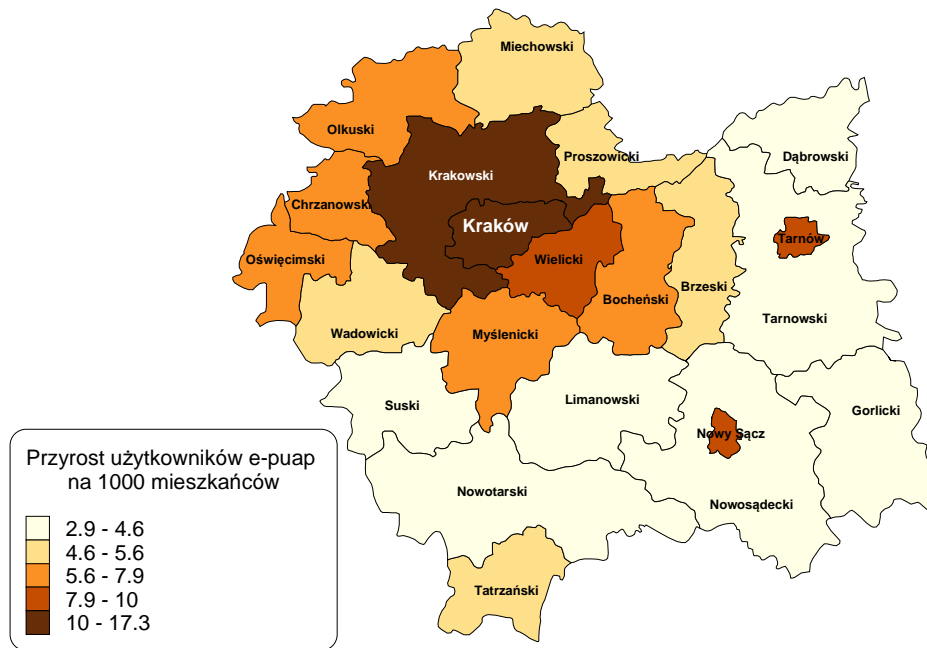 Miechowski
Olkuski
Proszowicki
Dąbrowski
Krakowski
Chrzanowski
Kraków
Tarnów
Oświęcimski
Wielicki
Brzeski
Bocheński
Tarnowski
Wadowicki
Myślenicki
Suski
Limanowski
Gorlicki
Nowy Sącz
Nowotarski
Nowosądecki
Tatrzański
Przyrost użytkowników e-puap
na 1000 mieszkańców
2.9 - 4.6
4.6 - 5.6
5.6 - 7.9
7.9 - 10
10 - 17.3